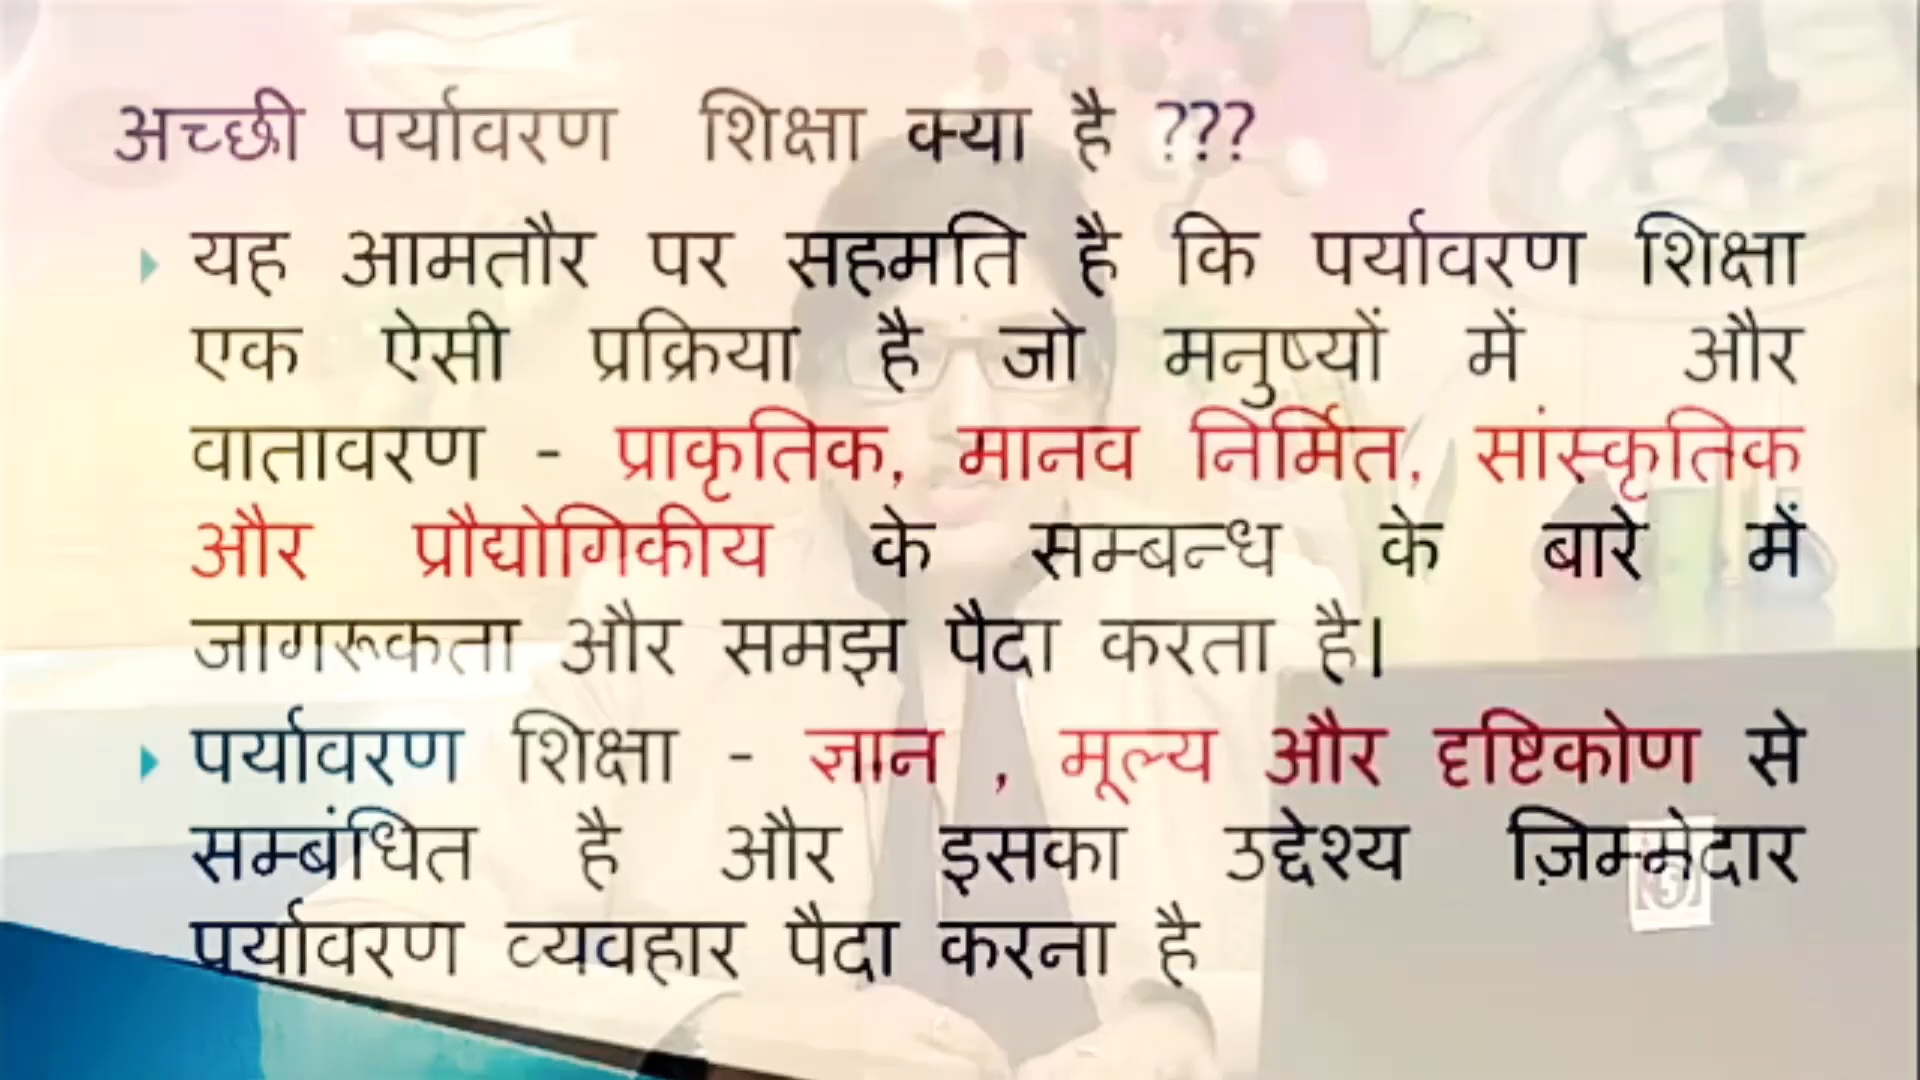 अच्छी पर्यावरण शिक्षा क्या है ???
यह आमतौर पर सहमति है कि पर्यावरण शिक्षा
एक ऐसी प्रक्रिया है जो मनुष्यों में और
वातावरण - प्राकृतिक, मानव निर्मित, सांस्कृतिक
और प्रौद्योगिकीय के सम्बन्ध के बारे में
जागरूकता और समझ पैदा करता है।
पर्यावरण शिक्षा - ज्ञान , मूल्य और दृष्टिकोण से
सम्बंधित है और इसका उद्देश्य ज़िम्मेदार
पर्यावरण व्यवहार पैदा करना है